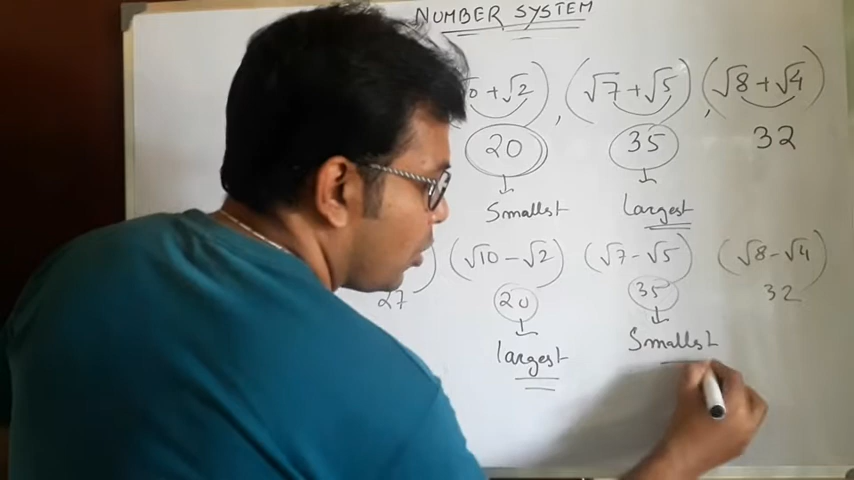 NUMBER SYSTEM
0 + √2), (√7 + √5), (√8 + √4)
20 35 32
Smallest largest
) (√10 - √2) (√7 - √5) (√8 - √4)
27 20 35 32
largest Smallest